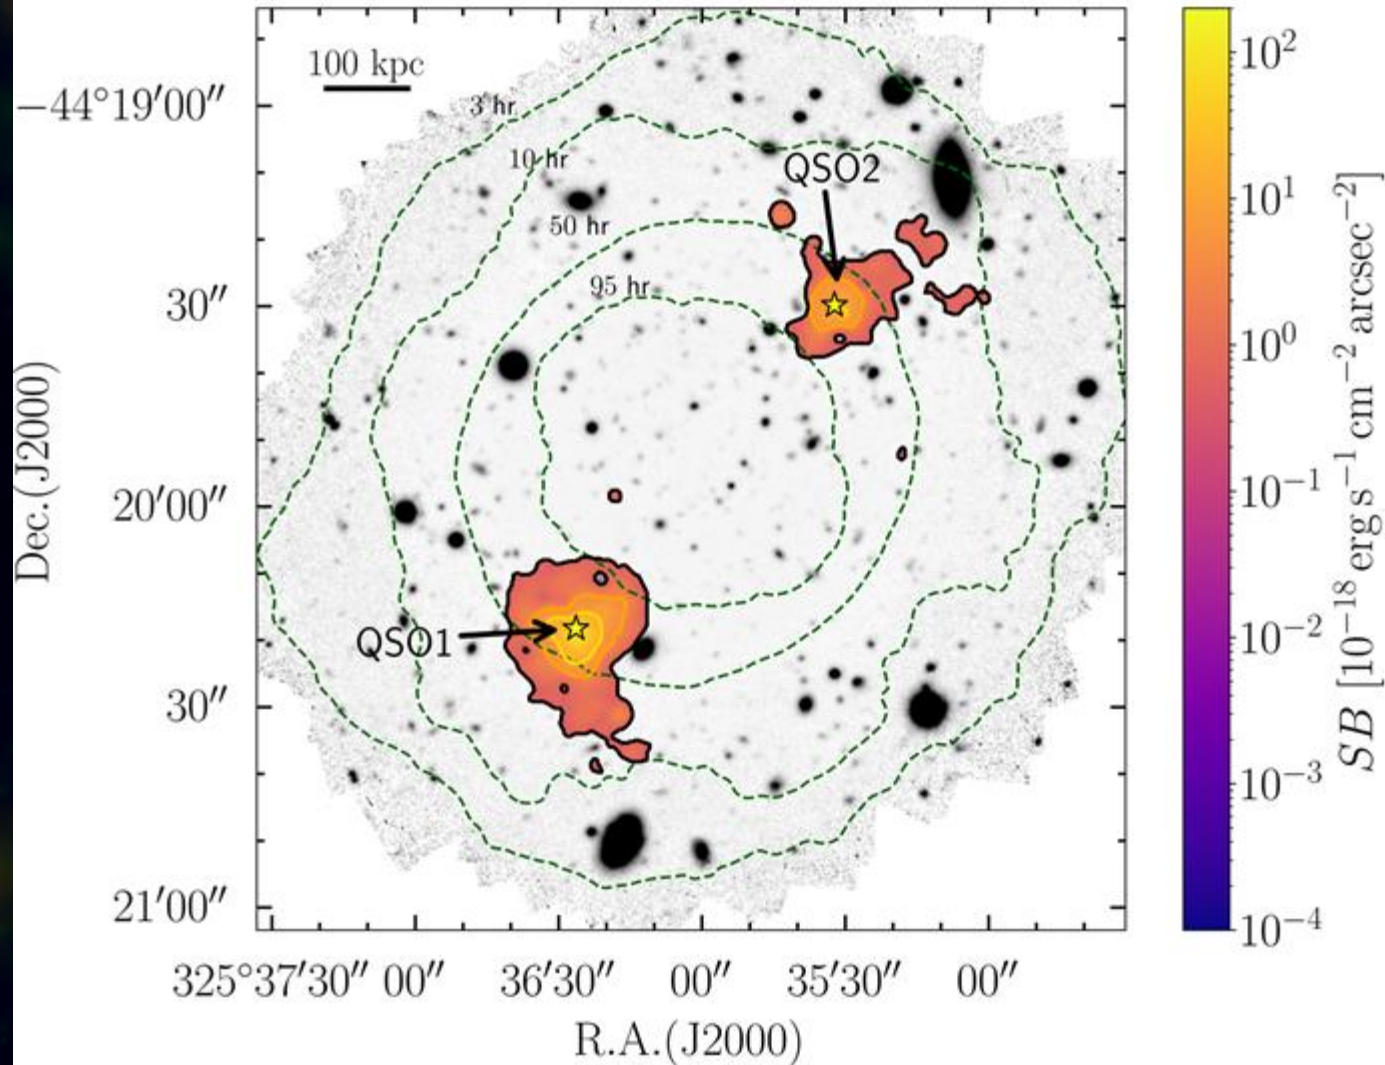 100 kpc
3 hr
10 hr
50 hr
95 hr
QSO2
QSO1
−44°19′00″
30″
20′00″
30″
21′00″
Dec.(J2000)
325°37′30″ 00″ 36′30″ 00″ 35′30″ 00″
R.A.(J2000)
10²
10¹
10⁰
10⁻¹
10⁻²
10⁻³
10⁻⁴
SB [10⁻¹⁸ erg s⁻¹ cm⁻² arcsec⁻²]